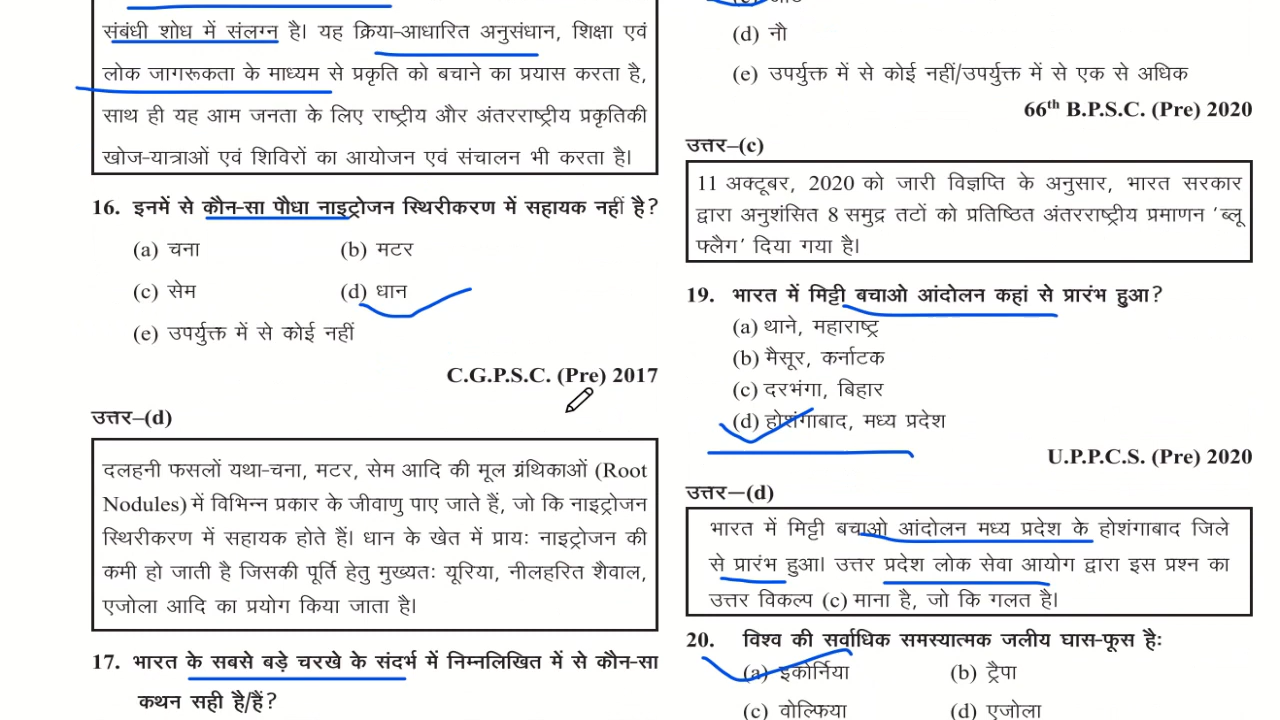 संबंधी शोध में संलग्न है। यह क्रिया-आधारित अनुसंधान, शिक्षा एवं
लोक जागरूकता के माध्यम से प्रकृति को बचाने का प्रयास करता है,
साथ ही यह आम जनता के लिए राष्ट्रीय और अंतरराष्ट्रीय प्रकृतिकी
खोज-यात्राओं एवं शिविरों का आयोजन एवं संचालन भी करता है।
16. इनमें से कौन-सा पौधा नाइट्रोजन स्थिरीकरण में सहायक नहीं है?
(a) चना (b) मटर
(c) सेम (d) धान
(e) उपर्युक्त में से कोई नहीं
C.G.P.S.C. (Pre) 2017
उत्तर–(d)
दलहनी फसलों यथा-चना, मटर, सेम आदि की मूल ग्रंथिकाओं (Root
Nodules) में विभिन्न प्रकार के जीवाणु पाए जाते हैं, जो कि नाइट्रोजन
स्थिरीकरण में सहायक होते हैं। धान के खेत में प्रायः नाइट्रोजन की
कमी हो जाती है जिसकी पूर्ति हेतु मुख्यतः यूरिया, नीलहरित शैवाल,
एजोला आदि का प्रयोग किया जाता है।
17. भारत के सबसे बड़े चरखे के संदर्भ में निम्नलिखित में से कौन-सा
कथन सही है/हैं?
(d) नौ
(e) उपर्युक्त में से कोई नहीं/उपर्युक्त में से एक से अधिक
66th B.P.S.C. (Pre) 2020
उत्तर–(c)
11 अक्टूबर, 2020 को जारी विज्ञप्ति के अनुसार, भारत सरकार
द्वारा अनुशंसित 8 समुद्र तटों को प्रतिष्ठित अंतरराष्ट्रीय प्रमाणन 'ब्लू
फ्लैग' दिया गया है।
19. भारत में मिट्टी बचाओ आंदोलन कहां से प्रारंभ हुआ?
(a) थाने, महाराष्ट्र
(b) मैसूर, कर्नाटक
(c) दरभंगा, बिहार
(d) होशंगाबाद, मध्य प्रदेश
U.P.P.C.S. (Pre) 2020
उत्तर–(d)
भारत में मिट्टी बचाओ आंदोलन मध्य प्रदेश के होशंगाबाद जिले
से प्रारंभ हुआ। उत्तर प्रदेश लोक सेवा आयोग द्वारा इस प्रश्न का
उत्तर विकल्प (c) माना है, जो कि गलत है।
20. विश्व की सर्वाधिक समस्यात्मक जलीय घास-फूस है:
(a) इकोर्निया (b) ट्रैपा
(c) वोल्फिया (d) एजोला